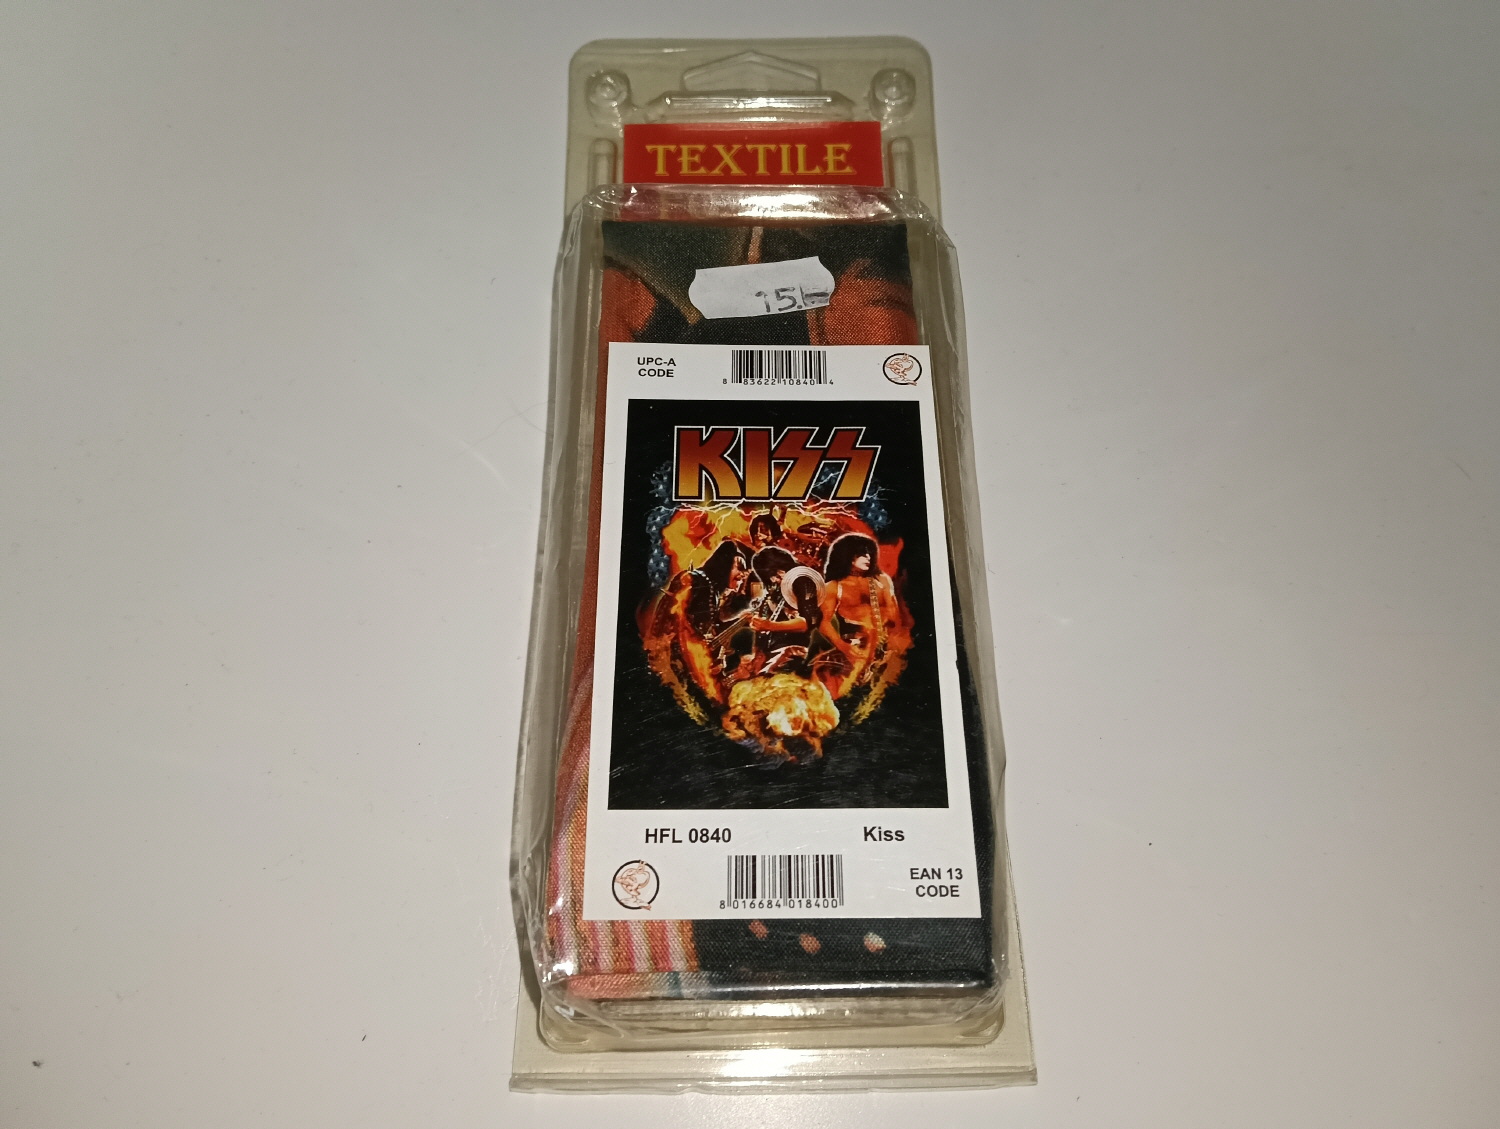 TEXTILE
15.-
UPC-A
CODE
8 83622 10840 4
KISS
HFL 0840
Kiss
8 016684 018400
EAN 13
CODE